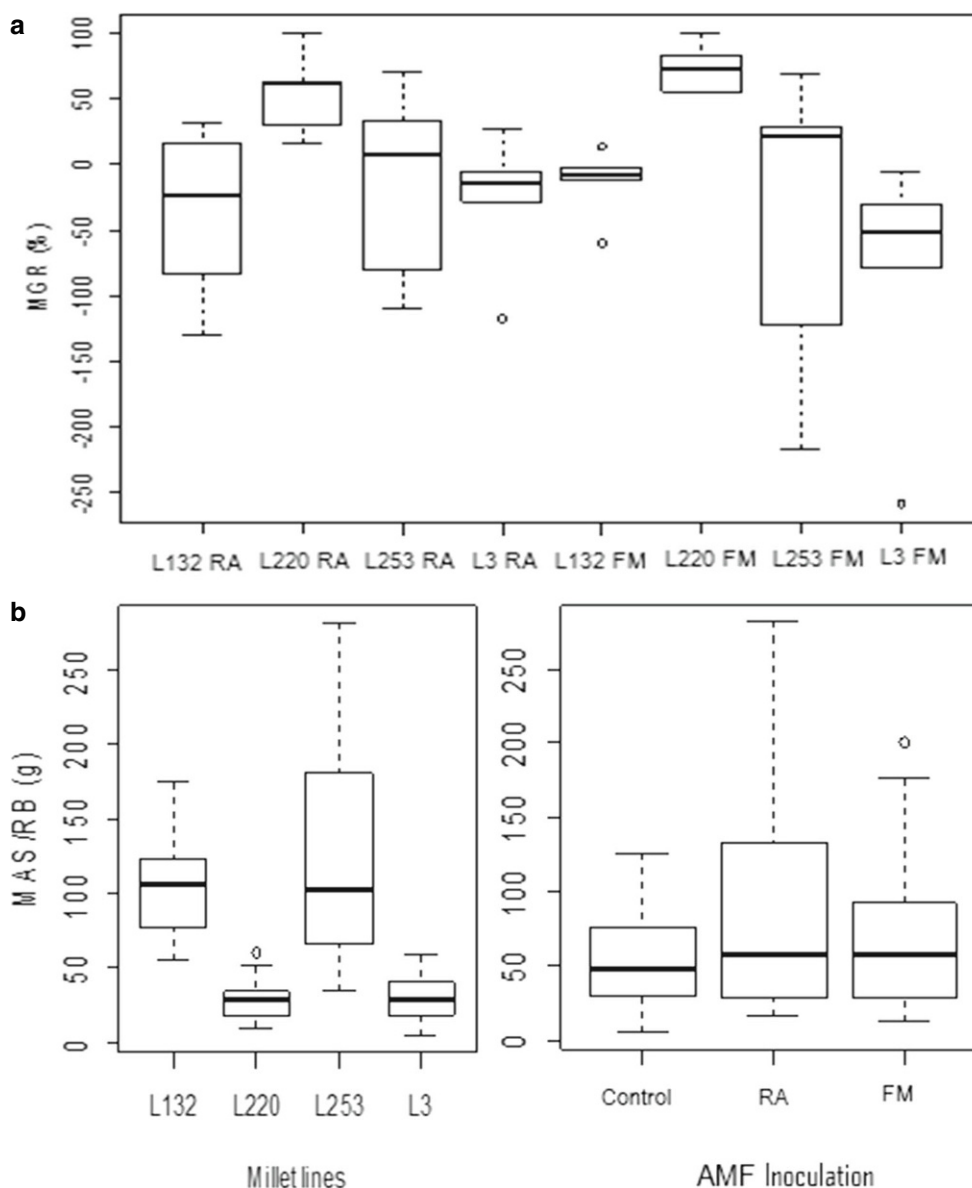 a
MGR (%)
100
50
0
-50
-100
-150
-200
-250
L132 RA L220 RA L253 RA L3 RA L132 FM L220 FM L253 FM L3 FM
b
MAS/RB (g)
250
200
150
100
50
0
L132 L220 L253 L3
Millet lines
250
200
150
100
50
0
Control RA FM
AMF Inoculation